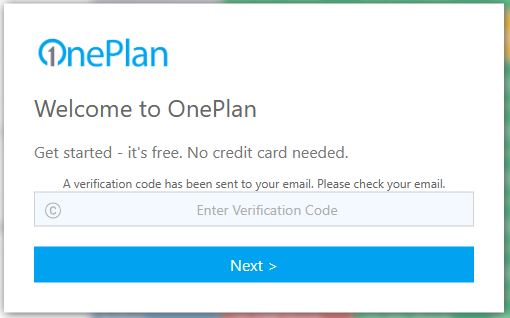 OnePlan
Welcome to OnePlan
Get started - it's free. No credit card needed.
A verification code has been sent to your email. Please check your email.
© Enter Verification Code
Next >